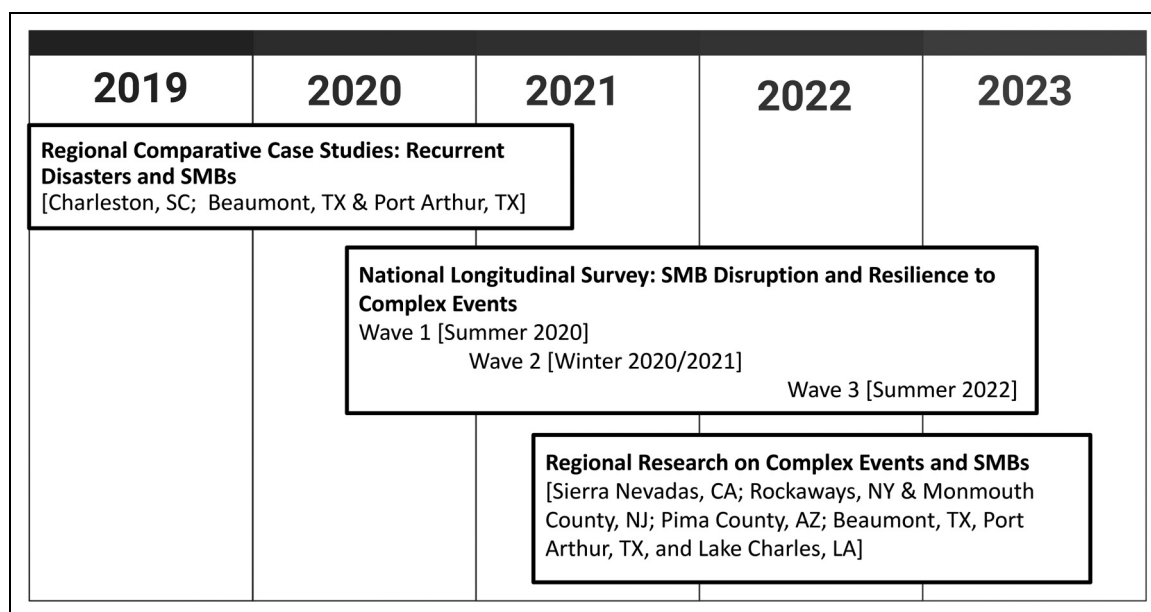 2019 2020 2021 2022 2023
Regional Comparative Case Studies: Recurrent
Disasters and SMBs
[Charleston, SC; Beaumont, TX & Port Arthur, TX]
National Longitudinal Survey: SMB Disruption and Resilience to
Complex Events
Wave 1 [Summer 2020]
Wave 2 [Winter 2020/2021]
Wave 3 [Summer 2022]
Regional Research on Complex Events and SMBs
[Sierra Nevadas, CA; Rockaways, NY & Monmouth
County, NJ; Pima County, AZ; Beaumont, TX, Port
Arthur, TX, and Lake Charles, LA]